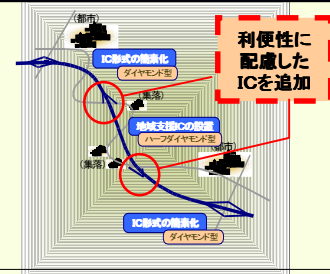 (都市)
利便性に
配慮した
ICを追加
IC形式の簡素化
ダイヤモンド型
(集落)
地域支援ICの設置
ハーフダイヤモンド型
(集落)
(都市)
IC形式の簡素化
ダイヤモンド型